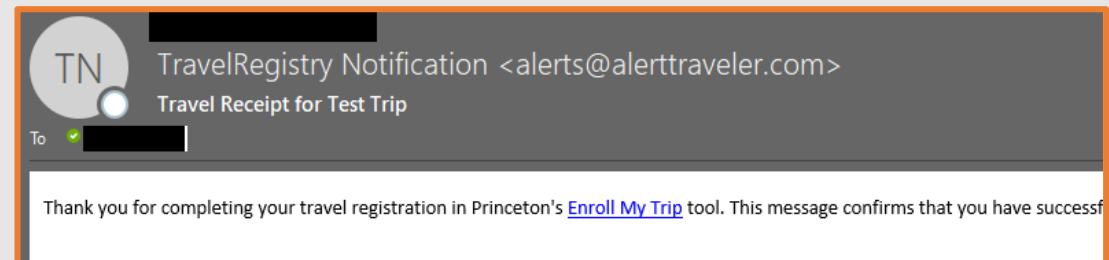 TN
TravelRegistry Notification <alerts@alerttraveler.com>
Travel Receipt for Test Trip
To
Thank you for completing your travel registration in Princeton's Enroll My Trip tool. This message confirms that you have successf